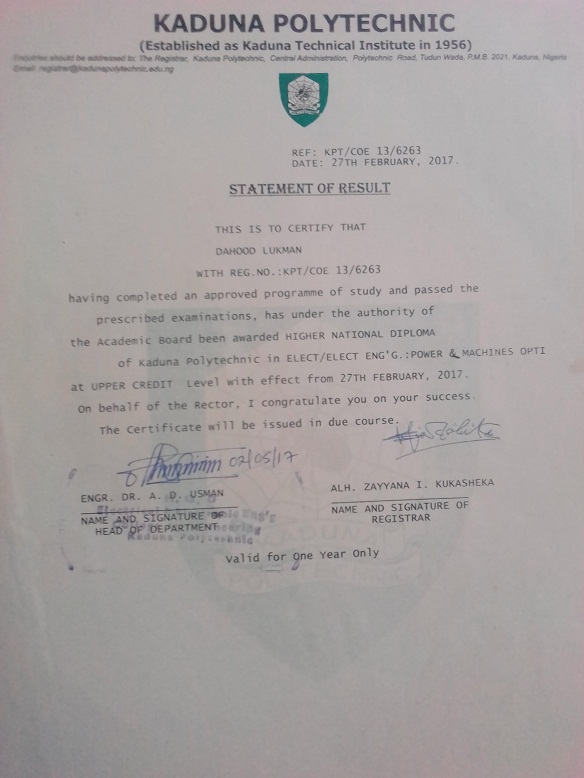 KADUNA POLYTECHNIC
(Established as Kaduna Technical Institute in 1956)
Enquiries should be addressed to: The Registrar, Kaduna Polytechnic, Central Administration, Polytechnic Road, Tudun Wada, P.M.B. 2021, Kaduna, Nigeria
Email: registrar@kadunapolytechnic.edu.ng
REF: KPT/COE 13/6263
DATE: 27TH FEBRUARY, 2017.
STATEMENT OF RESULT
THIS IS TO CERTIFY THAT
DAHOOD LUKMAN
WITH REG.NO.:KPT/COE 13/6263
having completed an approved programme of study and passed the
prescribed examinations, has under the authority of
the Academic Board been awarded HIGHER NATIONAL DIPLOMA
of Kaduna Polytechnic in ELECT/ELECT ENG'G.:POWER & MACHINES OPTI
at UPPER CREDIT Level with effect from 27TH FEBRUARY, 2017.
On behalf of the Rector, I congratulate you on your success.
The Certificate will be issued in due course.
02/05/17
ENGR. DR. A. D. USMAN
NAME AND SIGNATURE OF
HEAD OF DEPARTMENT
Kaduna Polytechnic
ALH. ZAYYANA I. KUKASHEKA
NAME AND SIGNATURE OF
REGISTRAR
Valid for One Year Only